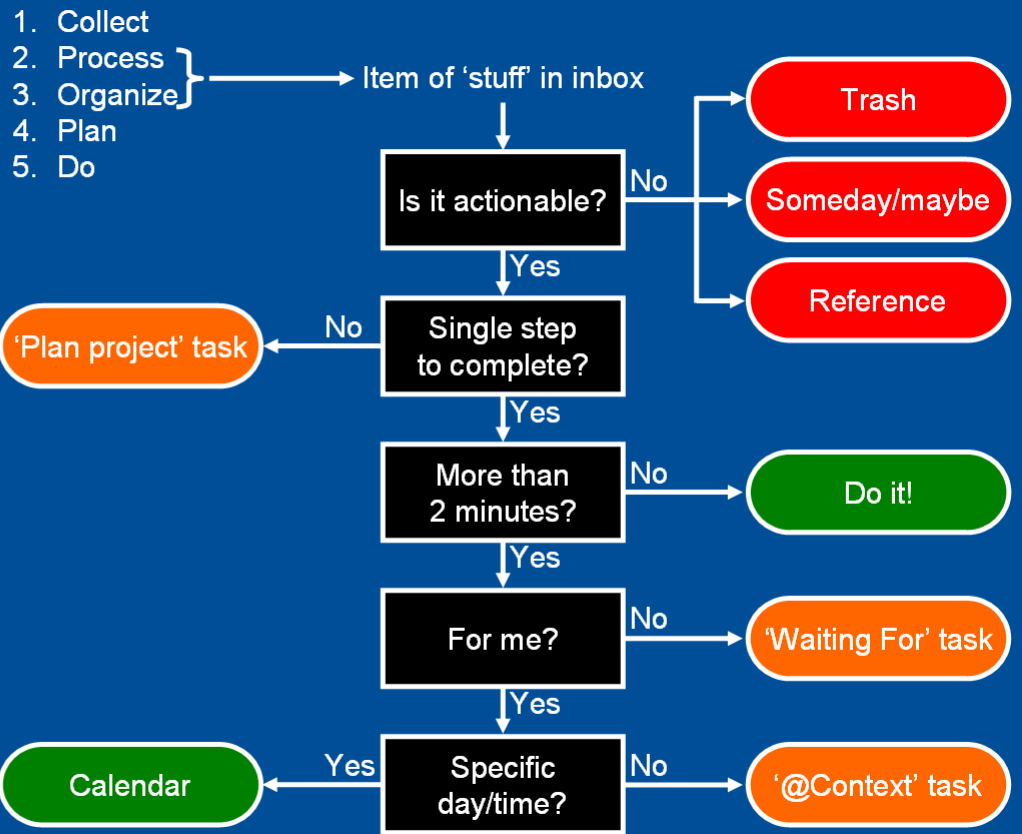 1. Collect
2. Process
3. Organize
4. Plan
5. Do
Item of ‘stuff’ in inbox
Is it actionable?
No
Trash
Someday/maybe
Reference
Yes
Single step
to complete?
No
‘Plan project’ task
Yes
More than
2 minutes?
No
Do it!
Yes
For me?
No
‘Waiting For’ task
Yes
Specific
day/time?
Yes
Calendar
No
‘@Context’ task